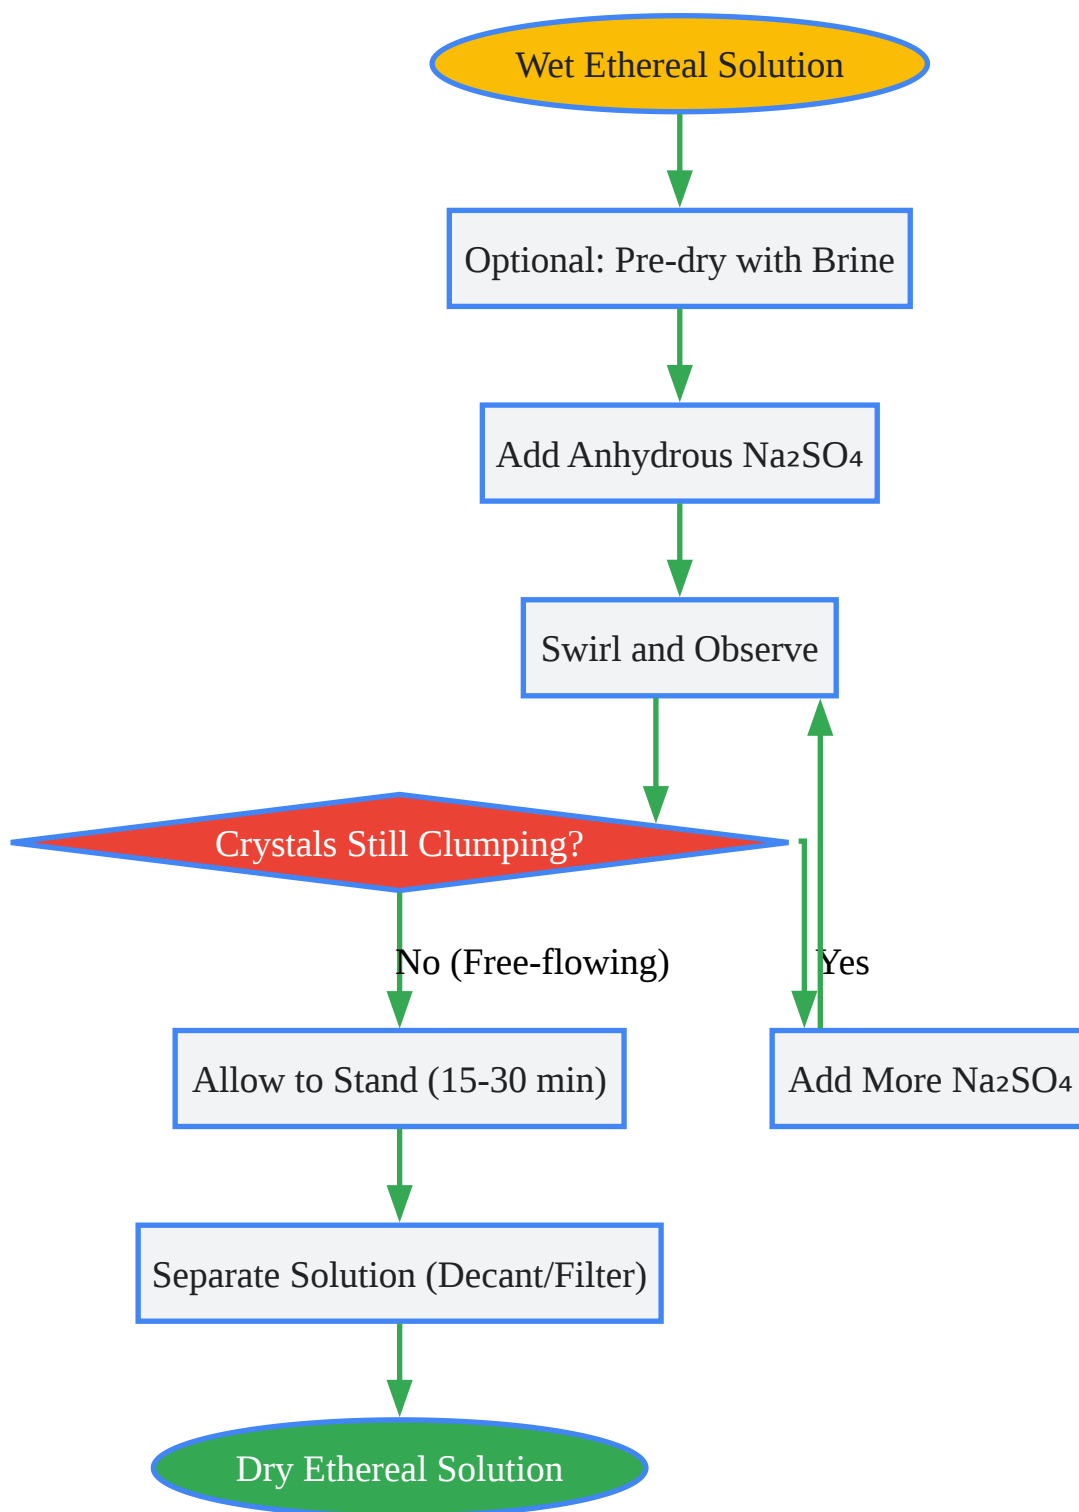 Wet Ethereal Solution
Optional: Pre-dry with Brine
Add Anhydrous Na₂SO₄
Swirl and Observe
Crystals Still Clumping?
No (Free-flowing)
Yes
Allow to Stand (15-30 min)
Add More Na₂SO₄
Separate Solution (Decant/Filter)
Dry Ethereal Solution